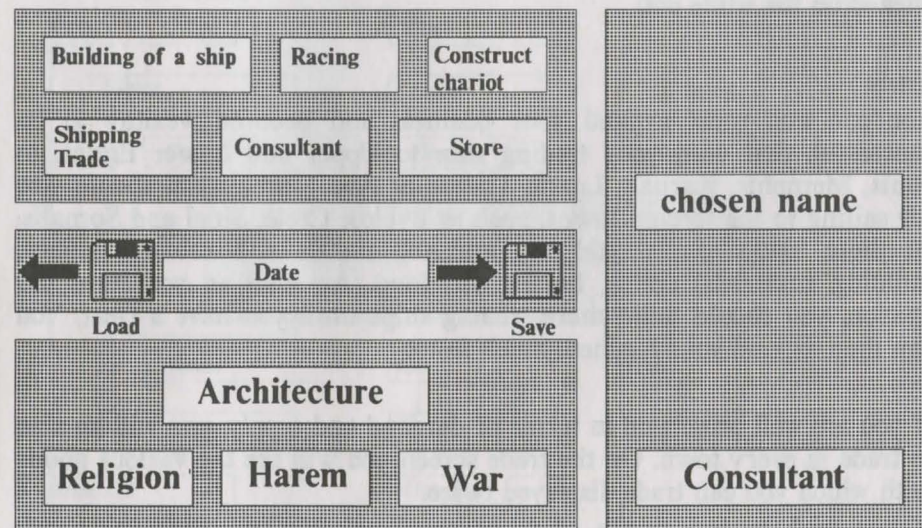 Building of a ship
Racing
Construct
chariot
Shipping
Trade
Consultant
Store
Date
Load
Save
Architecture
Religion
Harem
War
chosen name
Consultant